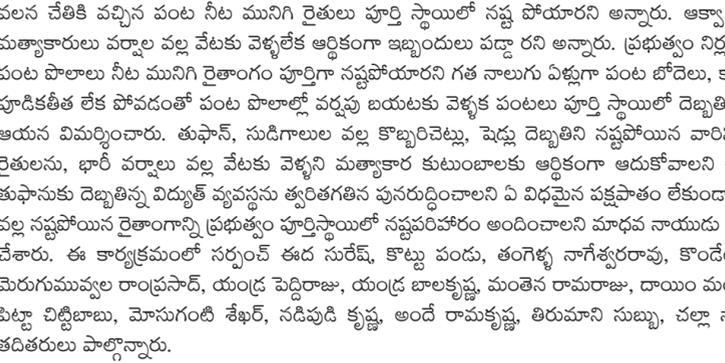 వలన చేతికి వచ్చిన పంట నీట మునిగి రైతులు పూర్తి స్థాయిలో నష్ట పోయారని అన్నారు. ఆక్వా
మత్యాకారులు వర్షాల వల్ల వేటకు వెళ్ళలేక ఆర్థికంగా ఇబ్బందులు పడ్డా రని అన్నారు. ప్రభుత్వం
పంట పొలాలు నీట మునిగి రైతాంగం పూర్తిగా నష్టపోయారని గత నాలుగు ఏళ్లుగా పంట బోదెలు,
పూడికతీత లేక పోవడంతో పంట పొలాల్లో వర్షపు బయటకు వెళ్ళక పంటలు పూర్తి స్థాయిలో
ఆయన విమర్శించారు. తుఫాన్, సుడిగాలుల వల్ల కొబ్బరిచెట్లు, షెడ్లు దెబ్బతిని నష్టపోయిన
రైతులను, భారీ వర్షాలు వల్ల వేటకు వెళ్ళని మత్యాకార కుటుంబాలకు ఆర్థికంగా ఆదుకోవాలని
తుఫానుకు దెబ్బతిన్న విద్యుత్ వ్యవస్థను త్వరితగతిన పునరుద్ధించాలని ఏ విధమైన పక్షపాతం
వల్ల నష్టపోయిన రైతాంగాన్ని ప్రభుత్వం పూర్తిస్థాయిలో నష్టపరిహారం అందించాలని మాధవ నాయుడు
చేశారు. ఈ కార్యక్రమంలో సర్పంచ్ ఈద సురేష్, కొట్టు పండు, తంగెళ్ళ నాగేశ్వరరావు,
మెరుగుమువ్వల రాంప్రసాద్, యండ్ర పెద్దిరాజు, యండ్ర బాలకృష్ణ, మంతెన రామరాజు, దాయిం
పిట్టా చిట్టిబాబు, మోసుగంటి శేఖర్, నడిపుడి కృష్ణ, అందే రామకృష్ణ, తిరుమాని సుబ్బు, చల్లా
తదితరులు పాల్గొన్నారు.